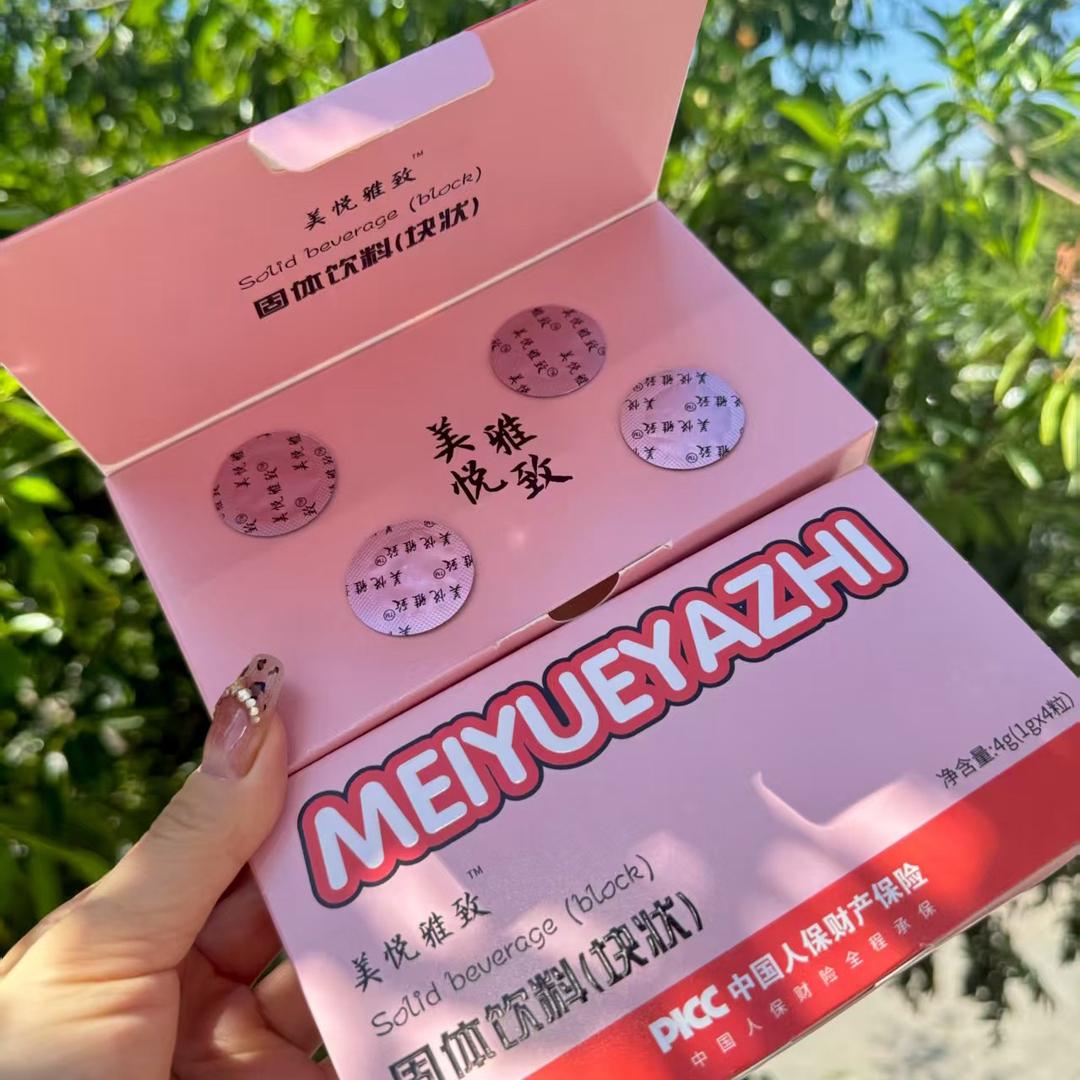 美悦雅致™
Solid beverage (block)
固体饮料(块状)
美雅
悦致
MEIYUEYAZHI
净含量:4g(1gx4粒)
美悦雅致™
Solid beverage (block)
固体饮料(块状)
PICC 中国人保财产保险
中国人保财险全程承保